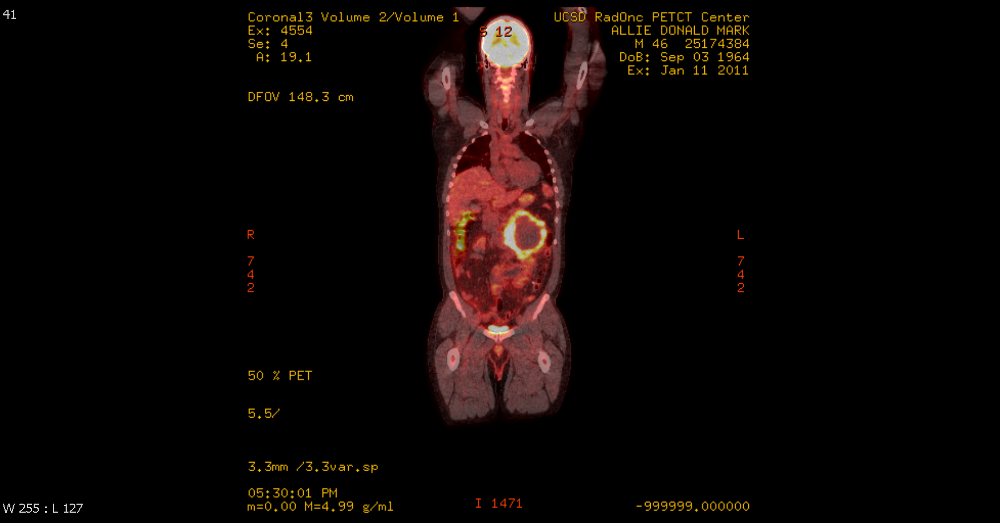 41
Coronal3 Volume 2/Volume 1
Ex: 4554
Se: 4
A: 19.1
DFOV 148.3 cm
UCSD RadOnc PETCT Center
ALLIE DONALD MARK
M 46 25174384
DoB: Sep 03 1964
Ex: Jan 11 2011
S 12
R
7
4
2
L
7
4
2
50 % PET
5.5/
3.3mm /3.3var.sp
05:30:01 PM
m=0.00 M=4.99 g/ml
I 1471
-999999.000000
W 255 : L 127